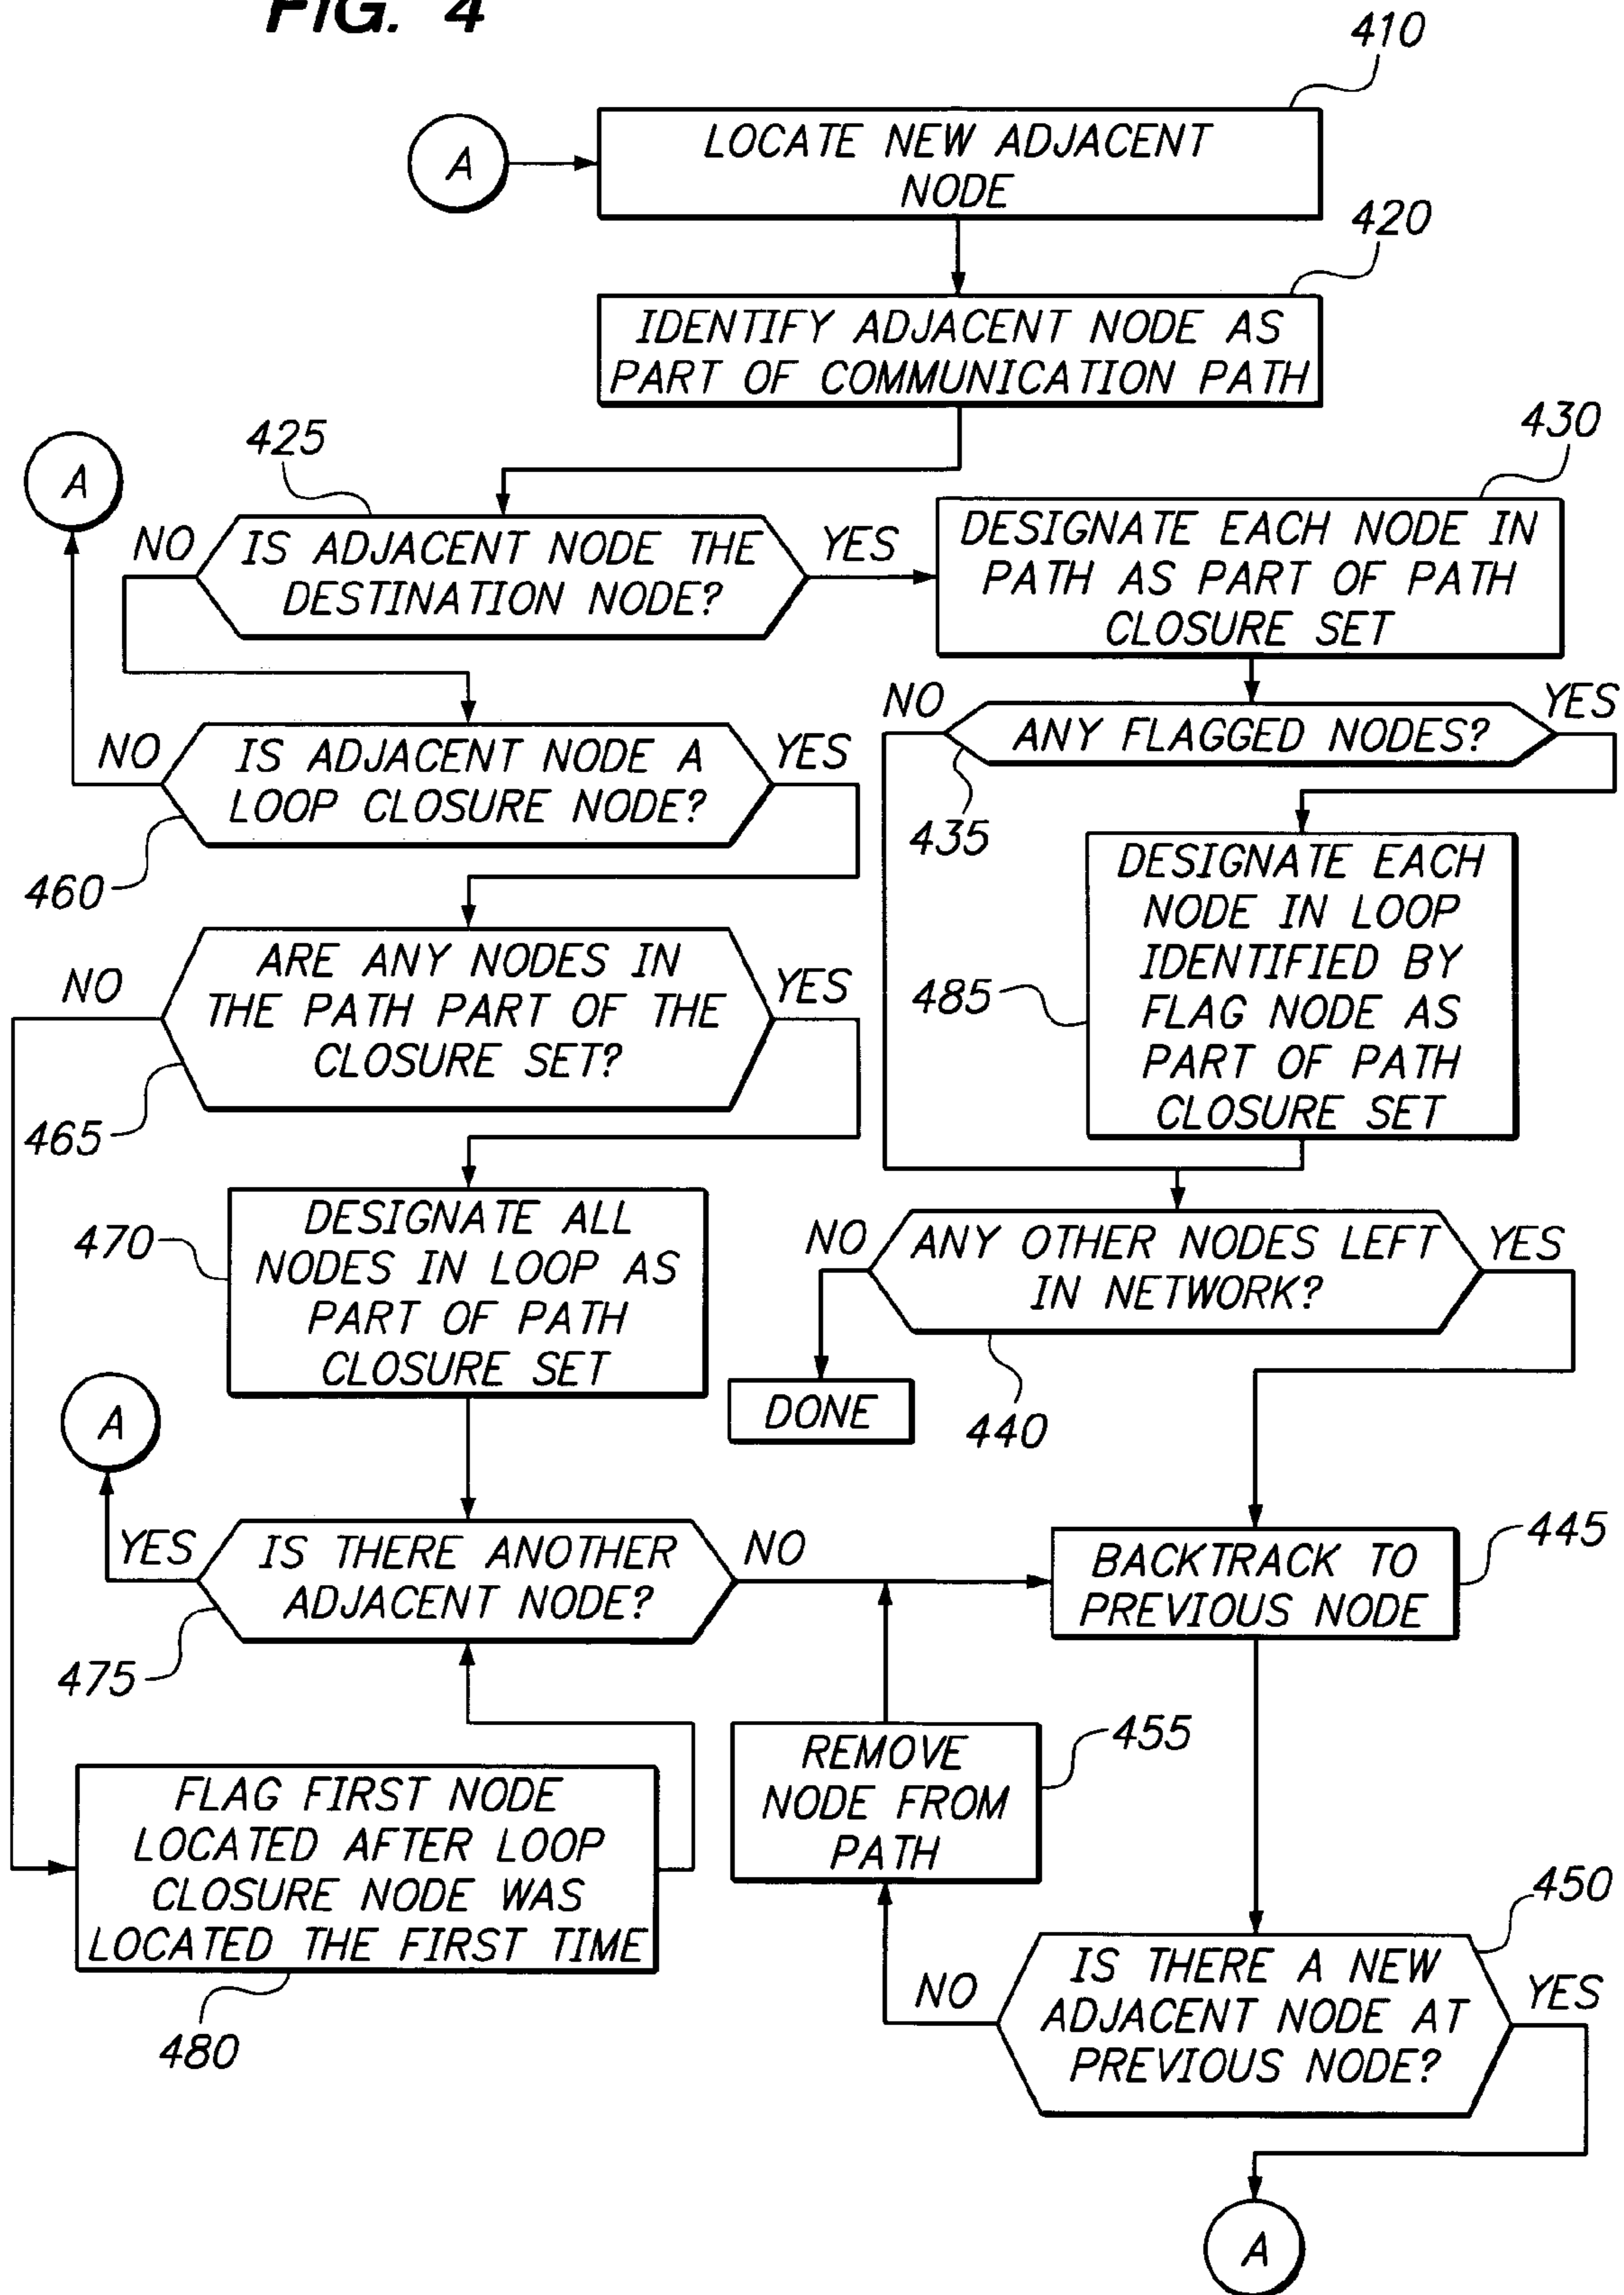 FIG. 4
410
A
LOCATE NEW ADJACENT
NODE
420
IDENTIFY ADJACENT NODE AS
PART OF COMMUNICATION PATH
425
430
A
NO
IS ADJACENT NODE THE
DESTINATION NODE?
YES
DESIGNATE EACH NODE IN
PATH AS PART OF PATH
CLOSURE SET
NO
ANY FLAGGED NODES?
YES
435
NO
IS ADJACENT NODE A
LOOP CLOSURE NODE?
YES
460
DESIGNATE EACH
NODE IN LOOP
IDENTIFIED BY
FLAG NODE AS
PART OF PATH
CLOSURE SET
485
NO
ARE ANY NODES IN
THE PATH PART OF THE
CLOSURE SET?
YES
465
470
DESIGNATE ALL
NODES IN LOOP AS
PART OF PATH
CLOSURE SET
NO
ANY OTHER NODES LEFT
IN NETWORK?
YES
DONE
440
A
YES
IS THERE ANOTHER
ADJACENT NODE?
NO
475
BACKTRACK TO
PREVIOUS NODE
445
REMOVE
NODE FROM
PATH
455
FLAG FIRST NODE
LOCATED AFTER LOOP
CLOSURE NODE WAS
LOCATED THE FIRST TIME
480
450
NO
IS THERE A NEW
ADJACENT NODE AT
PREVIOUS NODE?
YES
A